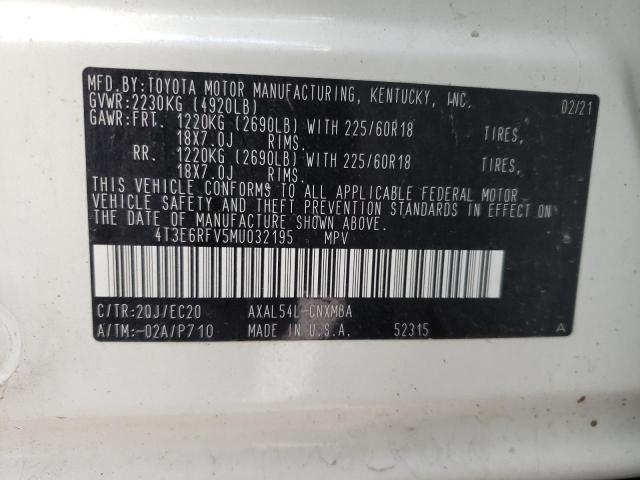 MFD.BY:TOYOTA MOTOR MANUFACTURING, KENTUCKY, INC. 02/21
GVWR:2230KG (4920LB)
GAWR:FRT. 1220KG (2690LB) WITH 225/60R18 TIRES,
18X7.0J RIMS.
RR. 1220KG (2690LB) WITH 225/60R18 TIRES,
18X7.0J RIMS.
THIS VEHICLE CONFORMS TO ALL APPLICABLE FEDERAL MOTOR
VEHICLE SAFETY AND THEFT PREVENTION STANDARDS IN EFFECT ON
THE DATE OF MANUFACTURE SHOWN ABOVE.
4T3E6RFV5MU032195 MPV
C/TR:2QJ/EC20 AXAL54L-CNXMBA
A/TM:-02A/P710 MADE IN U.S.A. 52315 A